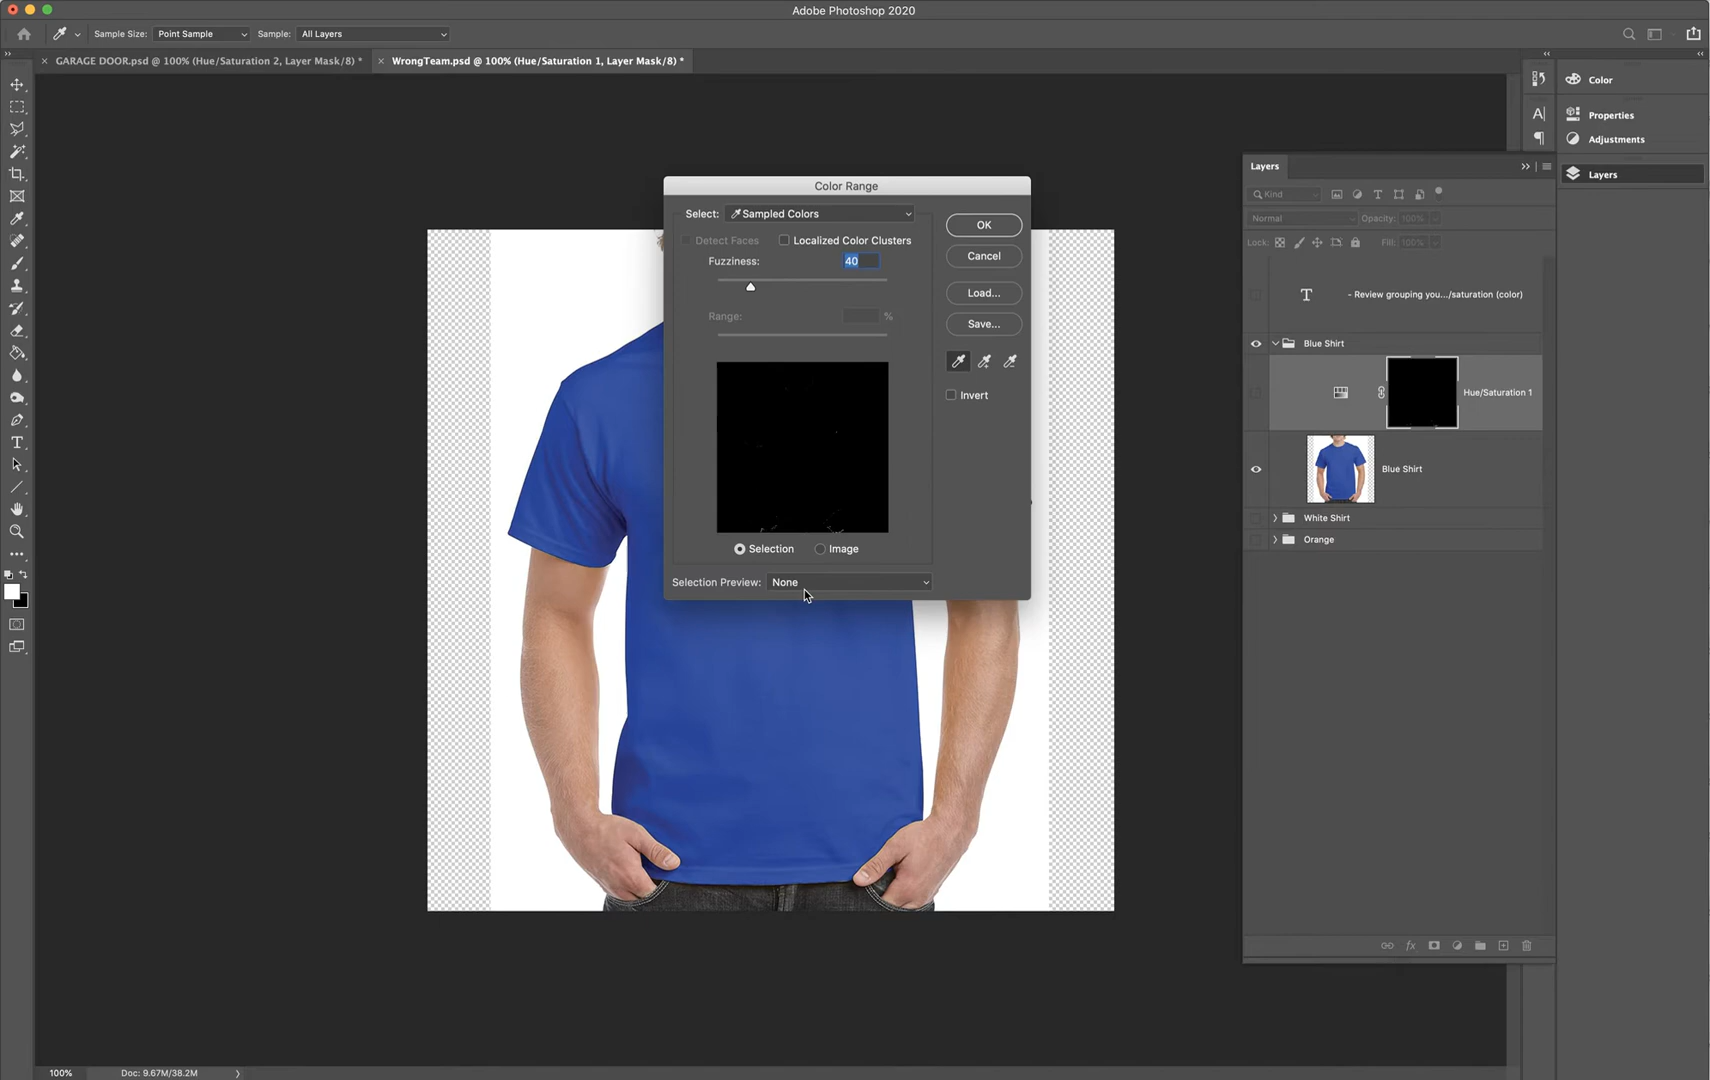 Adobe Photoshop 2020
Sample Size: Point Sample Sample: All Layers
GARAGE DOOR.psd @ 100% (Hue/Saturation 2, Layer Mask/8) *
WrongTeam.psd @ 100% (Hue/Saturation 1, Layer Mask/8) *
Color
Properties
Adjustments
Layers
Layers
Kind
Normal Opacity: 100%
Lock: Fill: 100%
- Review grouping you.../saturation (color)
Blue Shirt
Hue/Saturation 1
Blue Shirt
White Shirt
Orange
fx
Color Range
Select: Sampled Colors
Detect Faces Localized Color Clusters
Fuzziness: 40
Range: %
Selection Image
Selection Preview: None
OK
Cancel
Load...
Save...
Invert
100% Doc: 9.67M/38.2M